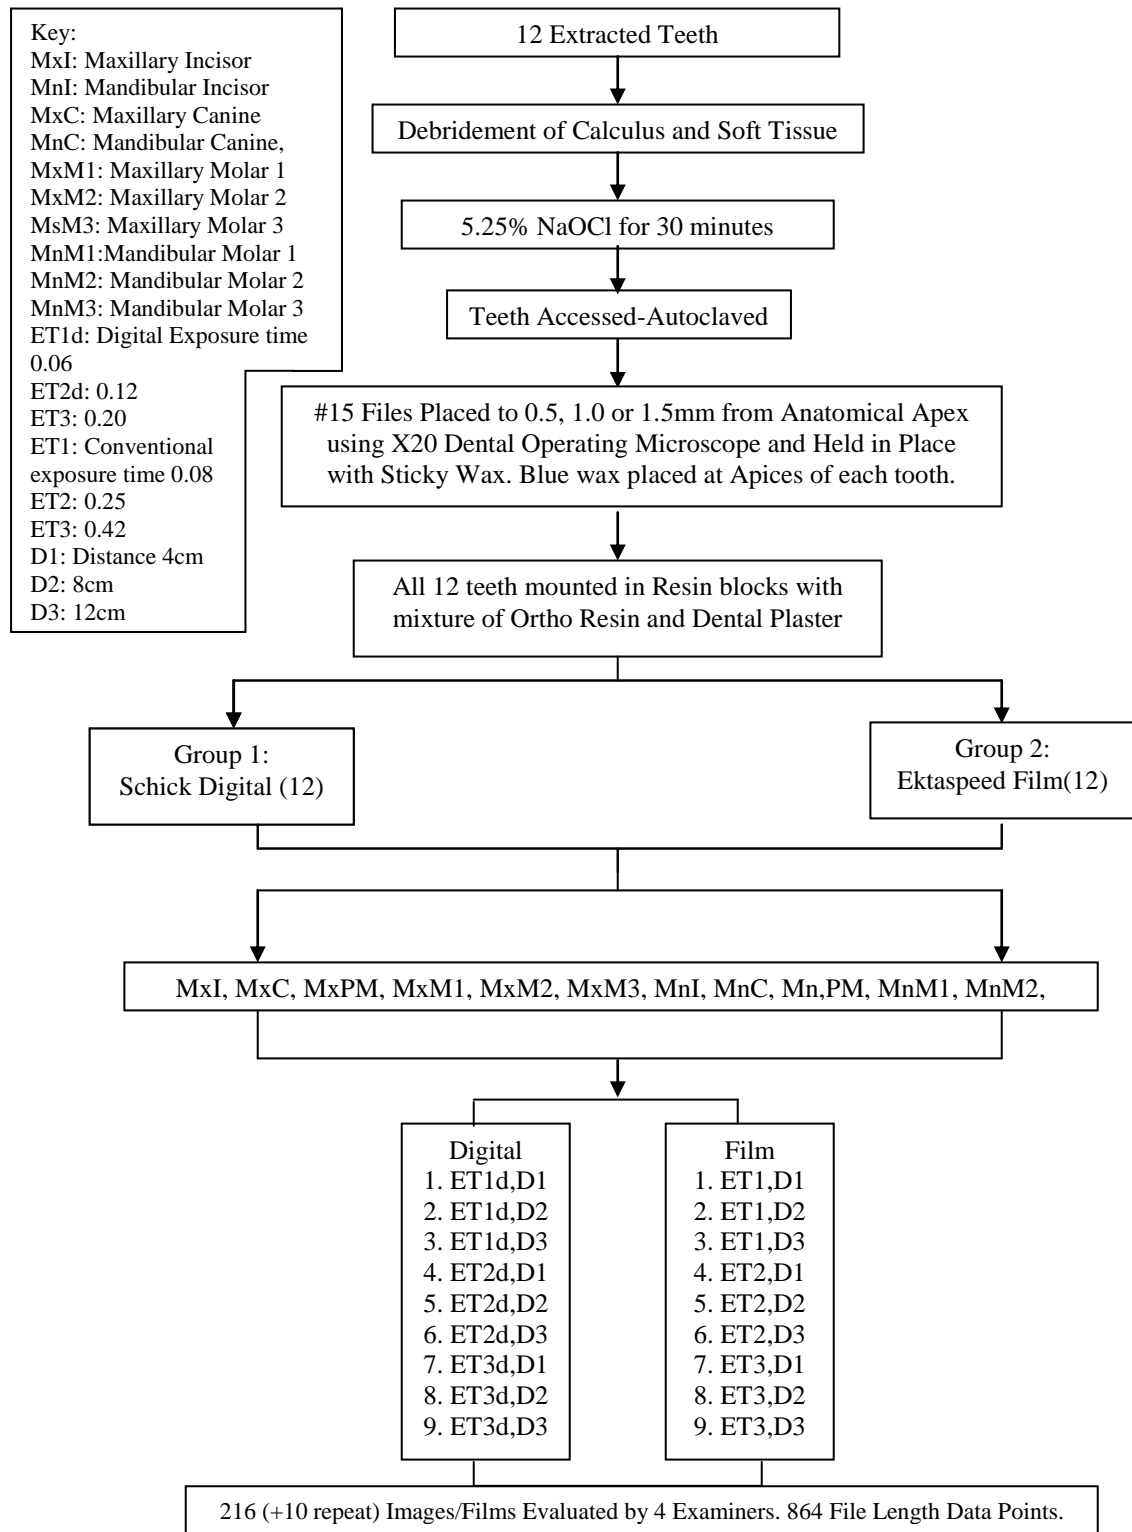 Key:
MxI: Maxillary Incisor
MnI: Mandibular Incisor
MxC: Maxillary Canine
MnC: Mandibular Canine,
MxM1: Maxillary Molar 1
MxM2: Maxillary Molar 2
MsM3: Maxillary Molar 3
MnM1:Mandibular Molar 1
MnM2: Mandibular Molar 2
MnM3: Mandibular Molar 3
ET1d: Digital Exposure time
0.06
ET2d: 0.12
ET3: 0.20
ET1: Conventional
exposure time 0.08
ET2: 0.25
ET3: 0.42
D1: Distance 4cm
D2: 8cm
D3: 12cm
12 Extracted Teeth
Debridement of Calculus and Soft Tissue
5.25% NaOCl for 30 minutes
Teeth Accessed-Autoclaved
#15 Files Placed to 0.5, 1.0 or 1.5mm from Anatomical Apex
using X20 Dental Operating Microscope and Held in Place
with Sticky Wax. Blue wax placed at Apices of each tooth.
All 12 teeth mounted in Resin blocks with
mixture of Ortho Resin and Dental Plaster
Group 1:
Schick Digital (12)
Group 2:
Ektaspeed Film(12)
MxI, MxC, MxPM, MxM1, MxM2, MxM3, MnI, MnC, Mn,PM, MnM1, MnM2,
Digital
1. ET1d,D1
2. ET1d,D2
3. ET1d,D3
4. ET2d,D1
5. ET2d,D2
6. ET2d,D3
7. ET3d,D1
8. ET3d,D2
9. ET3d,D3
Film
1. ET1,D1
2. ET1,D2
3. ET1,D3
4. ET2,D1
5. ET2,D2
6. ET2,D3
7. ET3,D1
8. ET3,D2
9. ET3,D3
216 (+10 repeat) Images/Films Evaluated by 4 Examiners. 864 File Length Data Points.